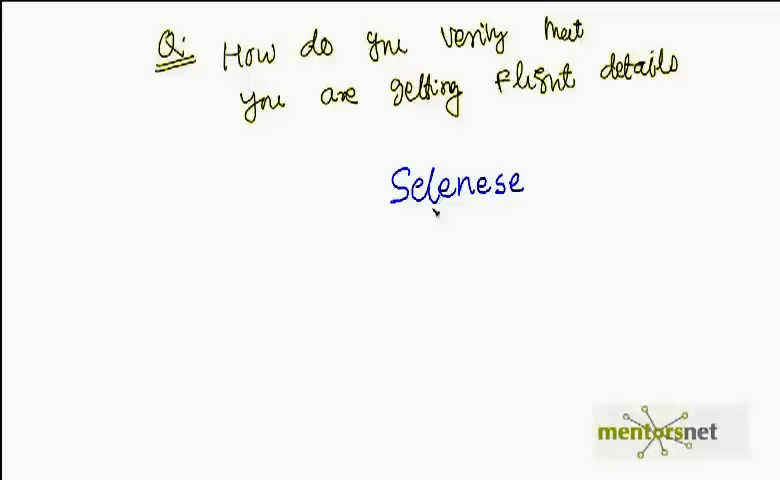 Q: How do you verify that
you are getting flight details
Selenese
mentorsnet